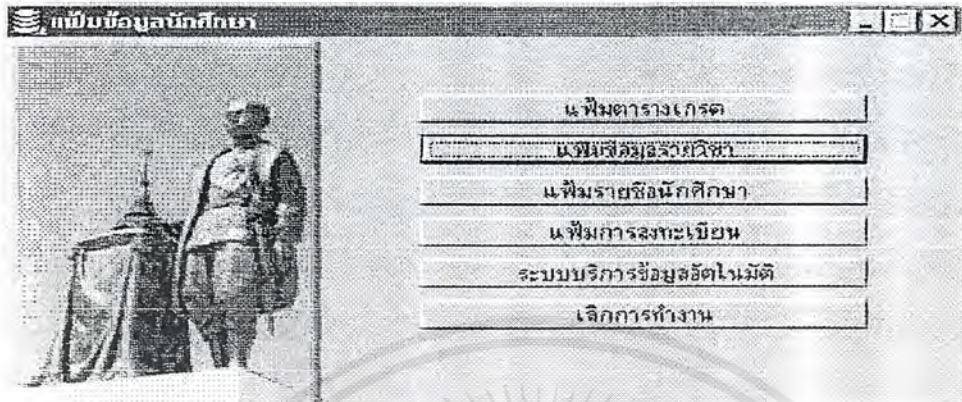 แฟ้มข้อมูลนักศึกษา
แฟ้มตารางเกรด
แฟ้มข้อมูลรายวิชา
แฟ้มรายชื่อนักศึกษา
แฟ้มการลงทะเบียน
ระบบบริการข้อมูลอัตโนมัติ
เลิกการทำงาน